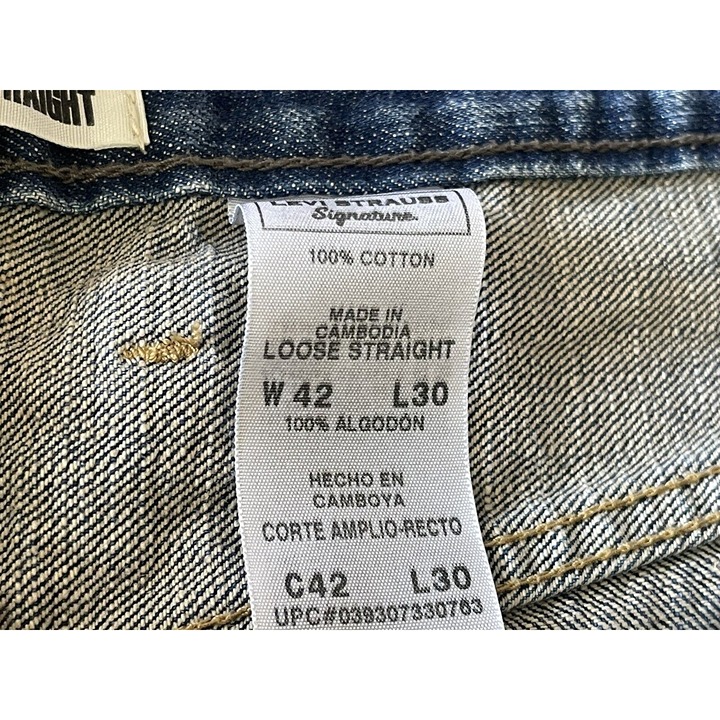 LEVI STRAUSS
Signature.
100% COTTON
MADE IN
CAMBODIA
LOOSE STRAIGHT
W 42 L30
100% ALGODÓN
HECHO EN
CAMBOYA
CORTE AMPLIO-RECTO
C42 L30
UPC#039307330763